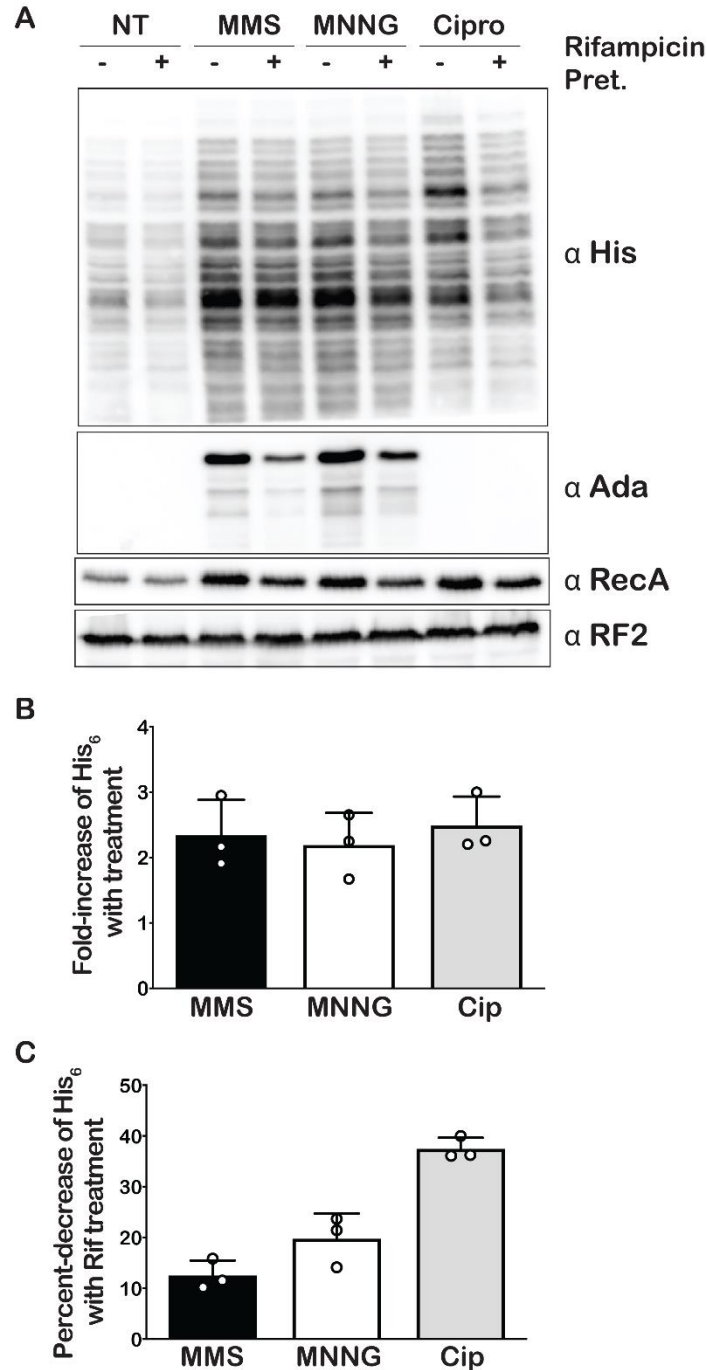 A
NT MMS MNNG Cipro
- + - + - + - + Rifampicin
Pret.
α His
α Ada
α RecA
α RF2
B
Fold-increase of His₆
with treatment
4
3
2
1
0
MMS MNNG Cip
C
Percent-decrease of His₆
with Rif treatment
50
40
30
20
10
0
MMS MNNG Cip